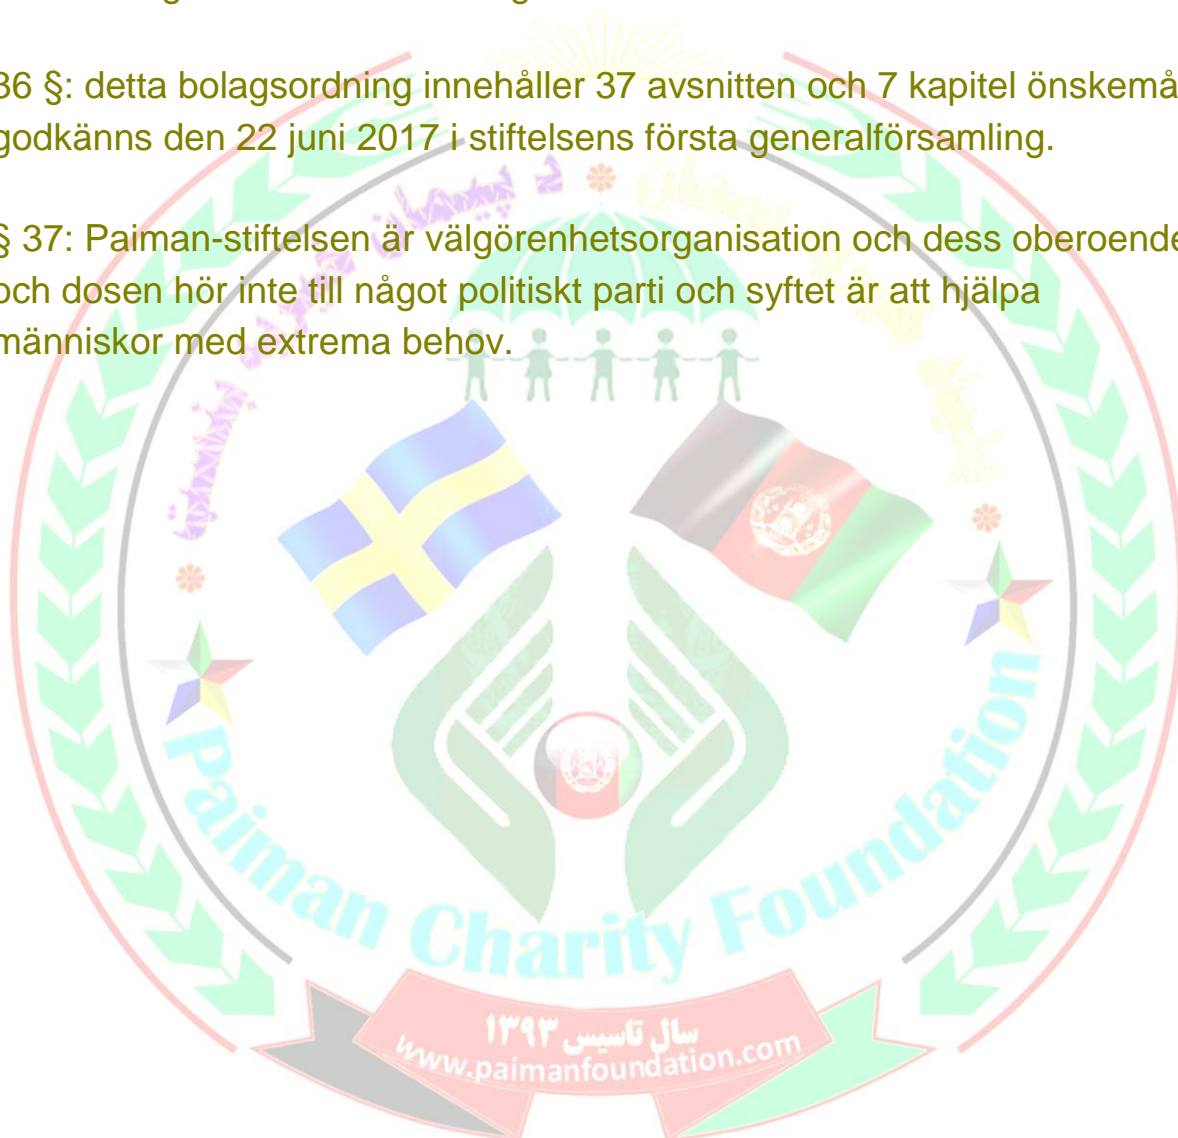 36 §: detta bolagsordning innehåller 37 avsnitten och 7 kapitel önskemå
godkänns den 22 juni 2017 i stiftelsens första generalförsamling.
§ 37: Paiman-stiftelsen är välgörenhetsorganisation och dess oberoende
och dosen hör inte till något politiskt parti och syftet är att hjälpa
människor med extrema behov.
Paiman Charity Foundation
سال تاسیس ۱۳۹۳
www.paimanfoundation.com